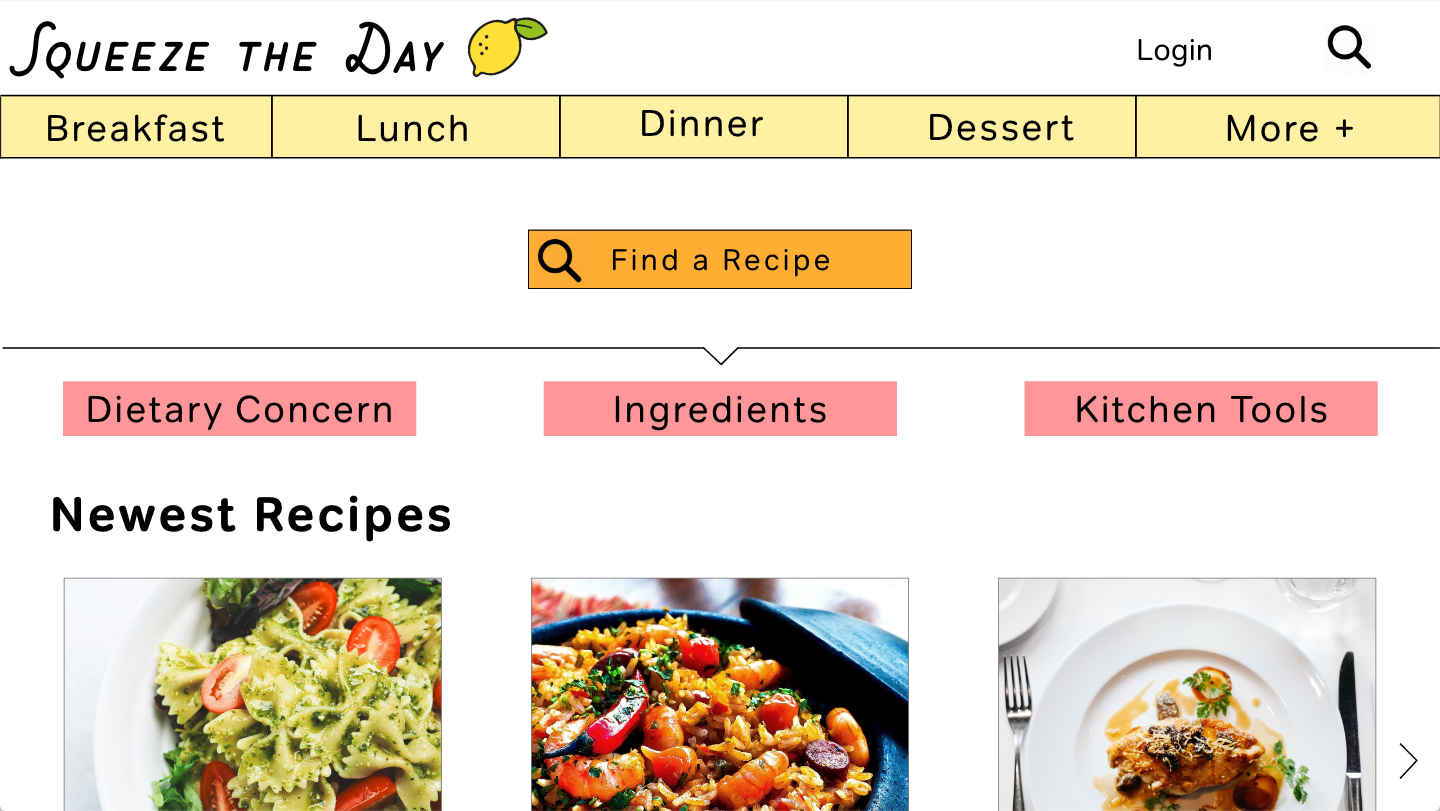 Squeeze the Day
Login
Breakfast
Lunch
Dinner
Dessert
More +
Find a Recipe
Dietary Concern
Ingredients
Kitchen Tools
Newest Recipes